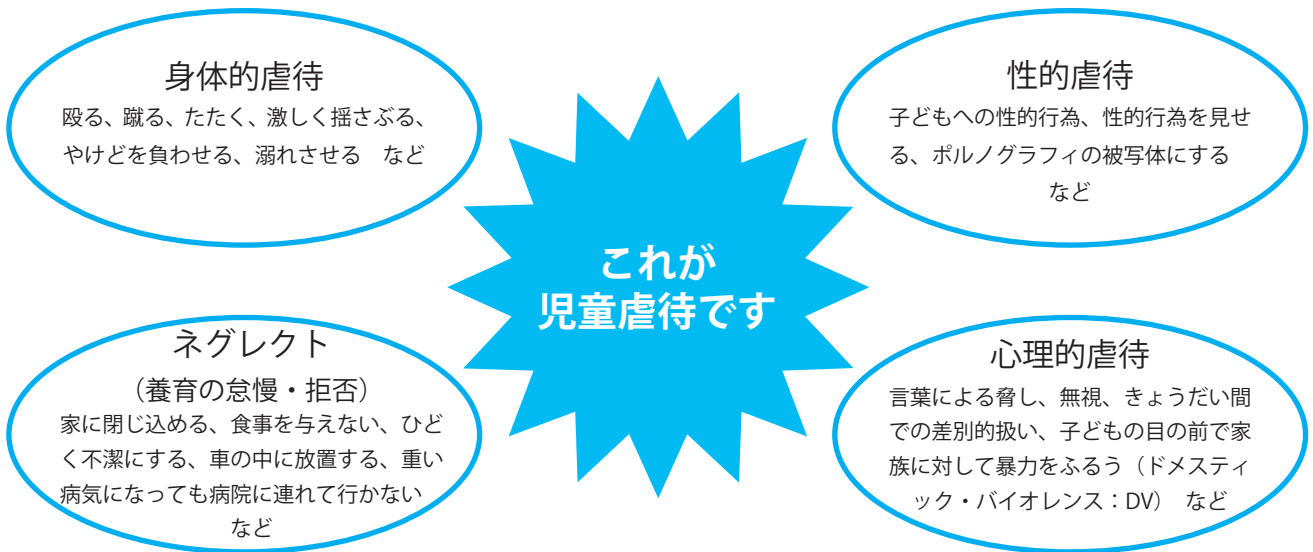 身体的虐待
殴る、蹴る、たたく、激しく揺さぶる、
やけどを負わせる、溺れさせる　など
性的虐待
子どもへの性的行為、性的行為を見せ
る、ポルノグラフィの被写体にする
など
これが
児童虐待です
ネグレクト
（養育の怠慢・拒否）
家に閉じ込める、食事を与えない、ひど
く不潔にする、車の中に放置する、重い
病気になっても病院に連れて行かない
など
心理的虐待
言葉による脅し、無視、きょうだい間
での差別的扱い、子どもの目の前で家
族に対して暴力をふるう（ドメスティ
ック・バイオレンス：DV）　など